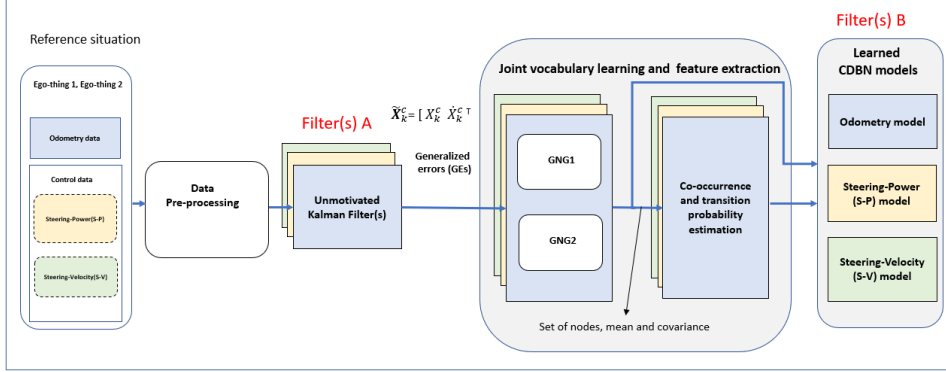 Filter(s) B
Reference situation
Ego-thing 1, Ego-thing 2
Odometry data
Control data
Steering-Power(S-P)
Steering-Velocity(S-V)
Data
Pre-processing
Filter(s) A
Unmotivated
Kalman Filter(s)
X̃ᶜₖ= [ Xᶜₖ Ẋᶜₖ ᵀ
Generalized
errors (GEs)
Joint vocabulary learning and feature extraction
GNG1
GNG2
Co-occurrence
and transition
probability
estimation
Set of nodes, mean and covariance
Learned
CDBN models
Odometry model
Steering-Power
(S-P) model
Steering-Velocity
(S-V) model